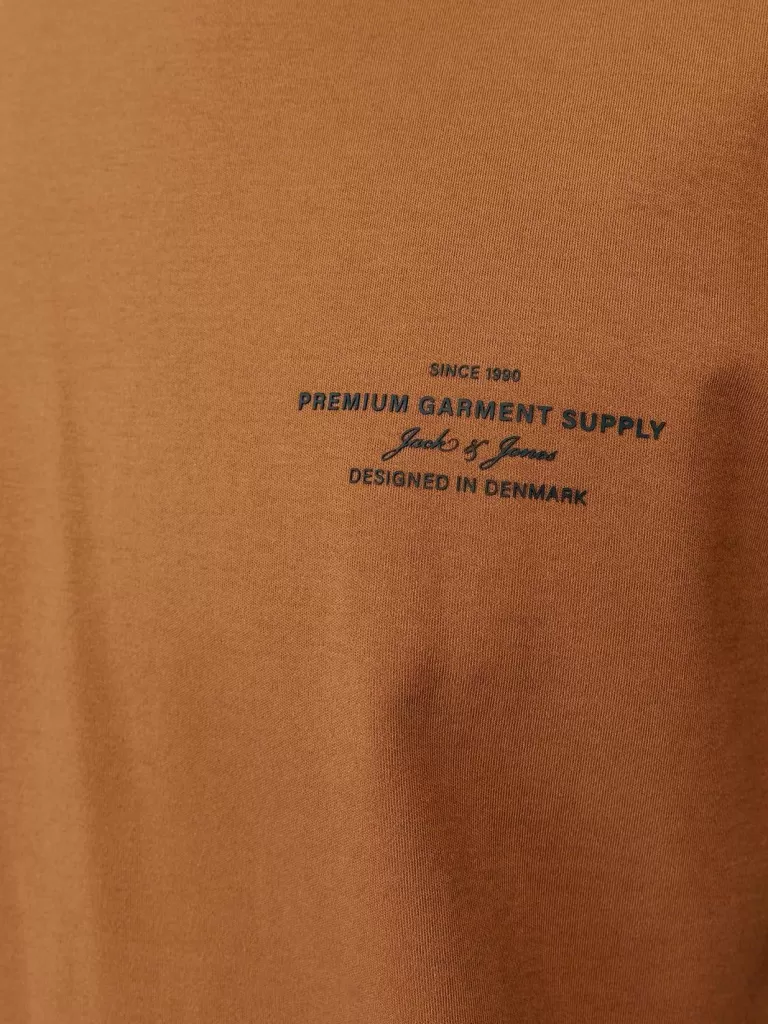 SINCE 1990
PREMIUM GARMENT SUPPLY
Jack & Jones
DESIGNED IN DENMARK